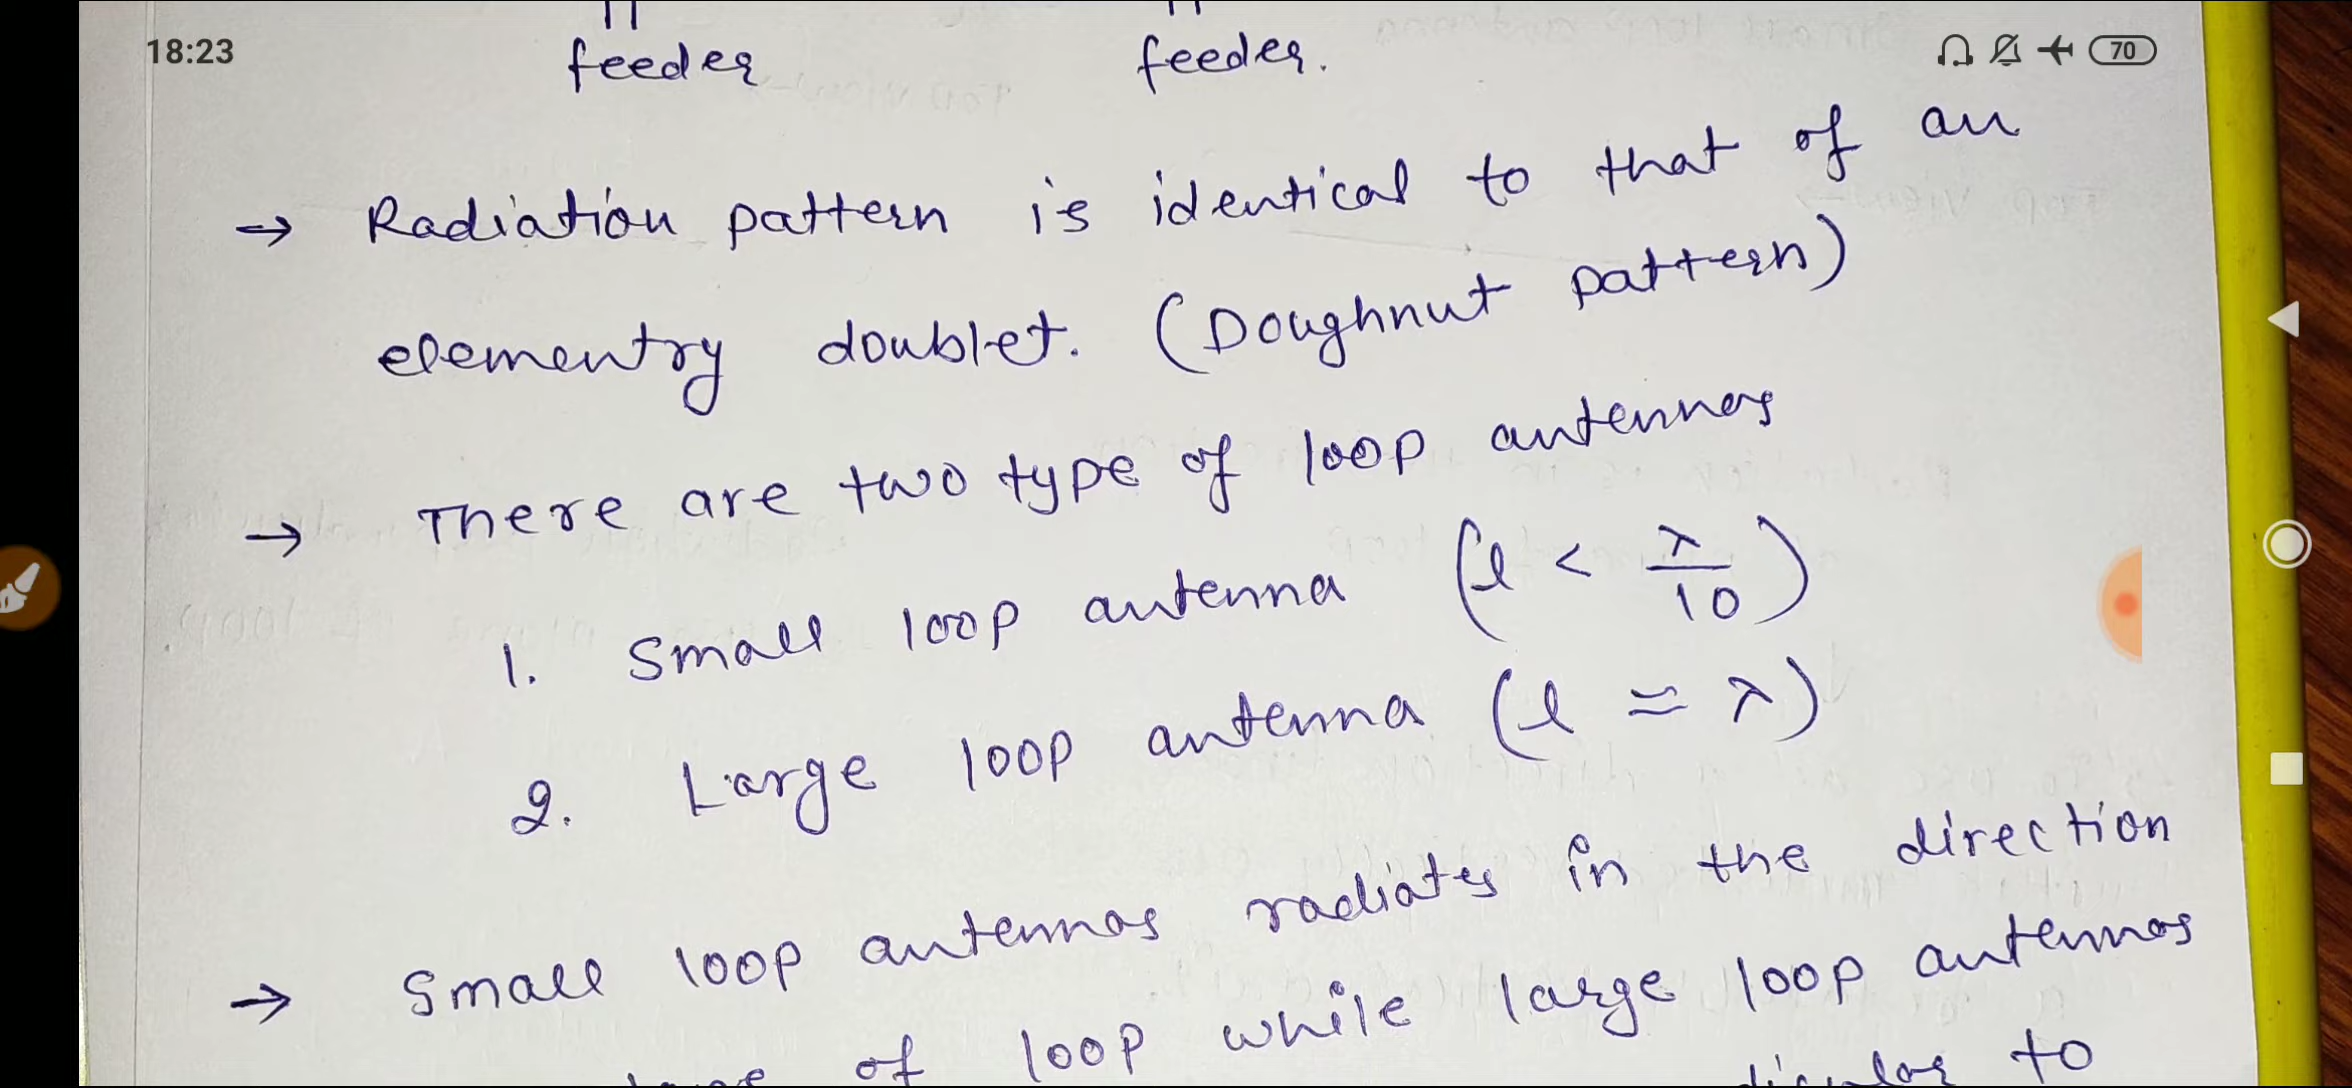 18:23
70
feeder feeder.
→ Radiation pattern is identical to that of an
elementry doublet. (Doughnut pattern)
→ There are two type of loop antennas
1. Small loop antenna (l < λ/10)
2. Large loop antenna (l = λ)
→ Small loop antennas radiates in the direction
of loop while large loop antennas
to